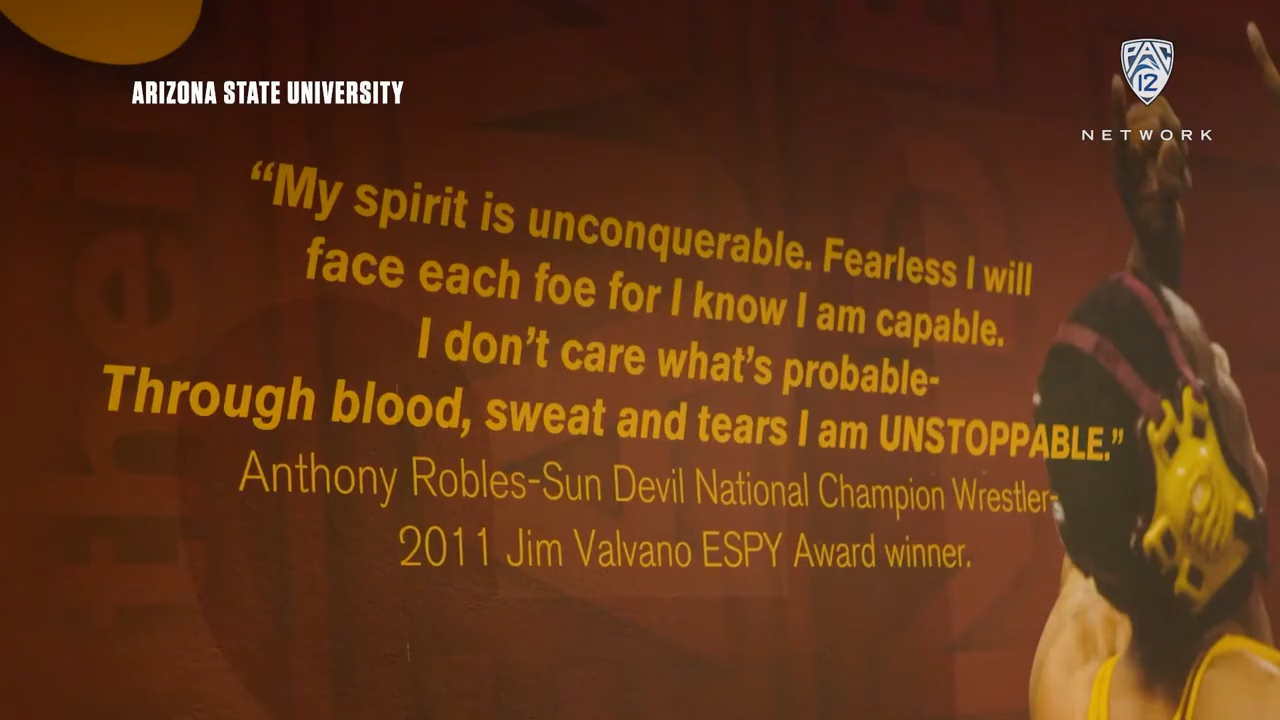 ARIZONA STATE UNIVERSITY
PAC
12
NETWORK
“My spirit is unconquerable. Fearless I will
face each foe for I know I am capable.
I don’t care what’s probable-
Through blood, sweat and tears I am UNSTOPPABLE.”
Anthony Robles-Sun Devil National Champion Wrestler-
2011 Jim Valvano ESPY Award winner.